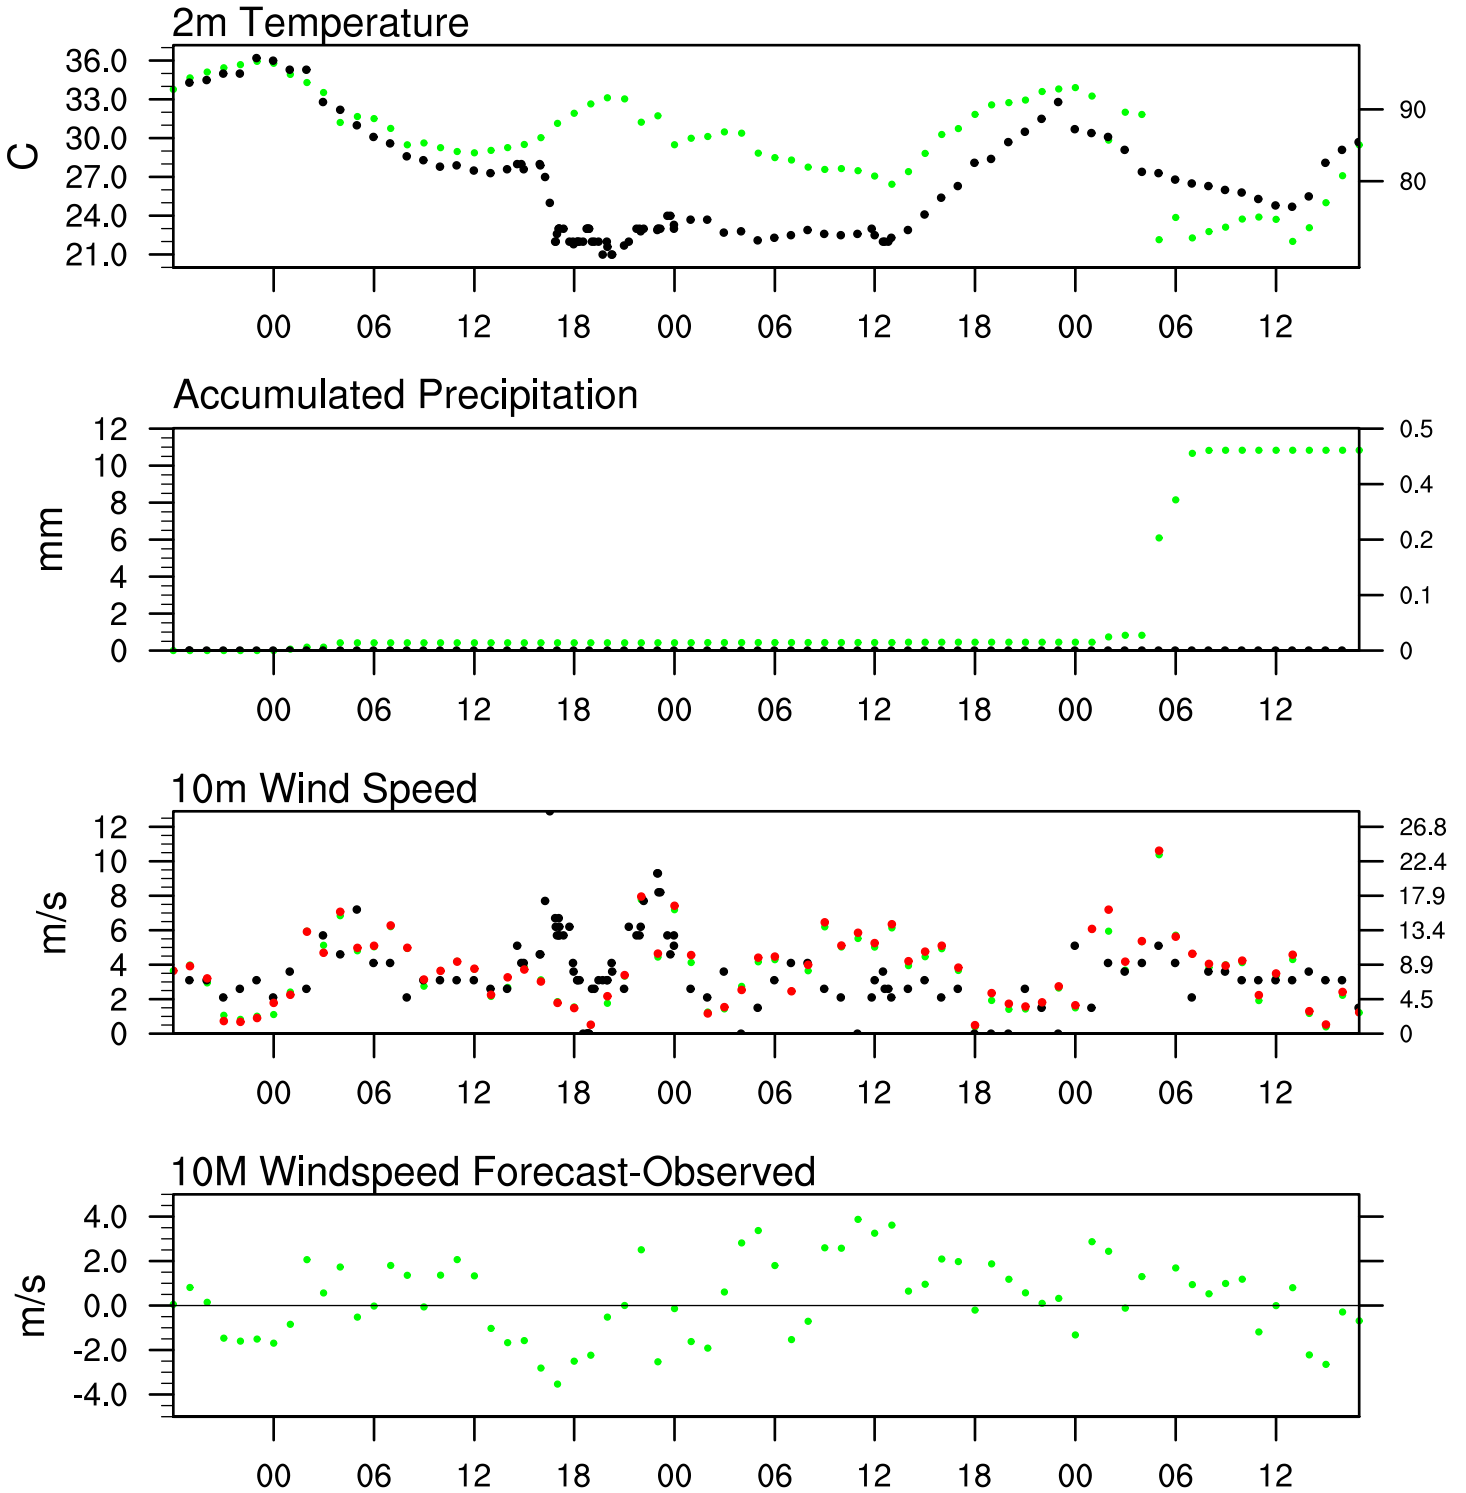 2m Temperature
36.0
33.0
90
30.0
C
27.0
80
24.0
21.0
00 06 12 18 00 06 12 18 00 06 12
Accumulated Precipitation
12 0.5
10
8 0.4
mm
6 0.2
4
2 0.1
0 0
00 06 12 18 00 06 12 18 00 06 12
10m Wind Speed
12 26.8
10 22.4
8 17.9
m/s
6 13.4
4 8.9
2 4.5
0 0
00 06 12 18 00 06 12 18 00 06 12
10M Windspeed Forecast-Observed
4.0
2.0
m/s
0.0
-2.0
-4.0
00 06 12 18 00 06 12 18 00 06 12